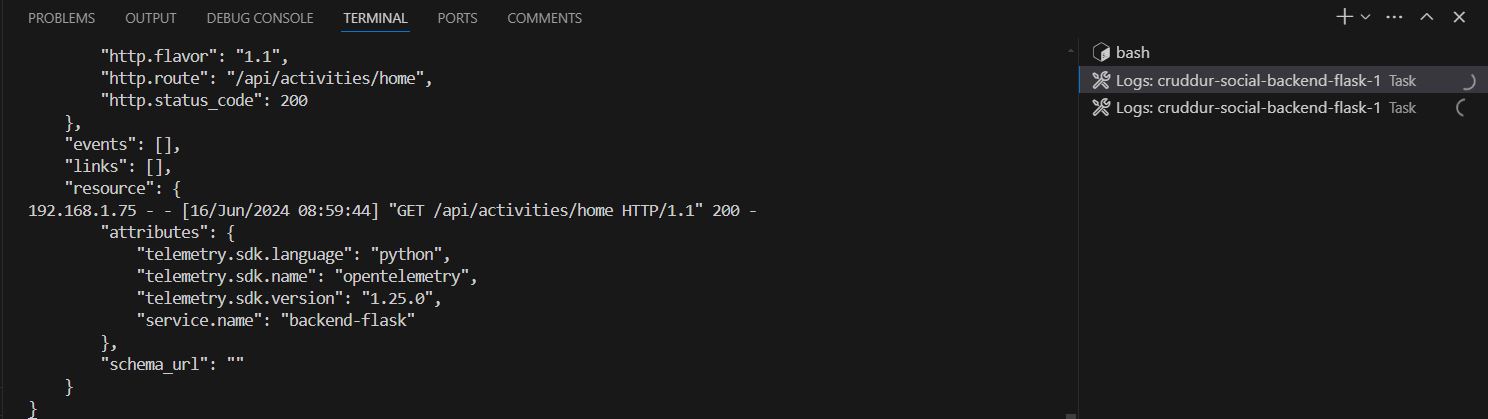 PROBLEMS OUTPUT DEBUG CONSOLE TERMINAL PORTS COMMENTS
"http.flavor": "1.1",
"http.route": "/api/activities/home",
"http.status_code": 200
},
"events": [],
"links": [],
"resource": {
192.168.1.75 - - [16/Jun/2024 08:59:44] "GET /api/activities/home HTTP/1.1" 200 -
"attributes": {
"telemetry.sdk.language": "python",
"telemetry.sdk.name": "opentelemetry",
"telemetry.sdk.version": "1.25.0",
"service.name": "backend-flask"
},
"schema_url": ""
}
}
bash
Logs: cruddur-social-backend-flask-1 Task
Logs: cruddur-social-backend-flask-1 Task